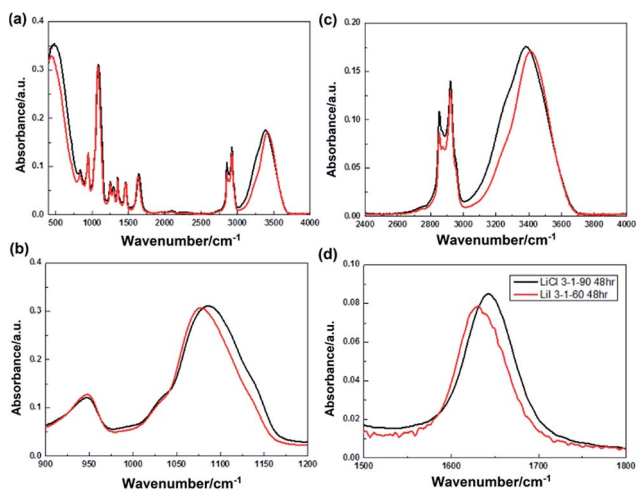 (a)
0.4
0.3
0.2
0.1
0.0
Absorbance/a.u.
500 1000 1500 2000 2500 3000 3500 4000
Wavenumber/cm-1
(c)
0.20
0.15
0.10
0.05
0.00
Absorbance/a.u.
2400 2600 2800 3000 3200 3400 3600 3800 4000
Wavenumber/cm-1
(b)
0.4
0.3
0.2
0.1
0.0
Absorbance/a.u.
900 950 1000 1050 1100 1150 1200
Wavenumber/cm-1
(d)
0.10
0.08
0.06
0.04
0.02
0.00
Absorbance/a.u.
LiCl 3-1-90 48hr
LiI 3-1-60 48hr
1500 1600 1700 1800
Wavenumber/cm-1